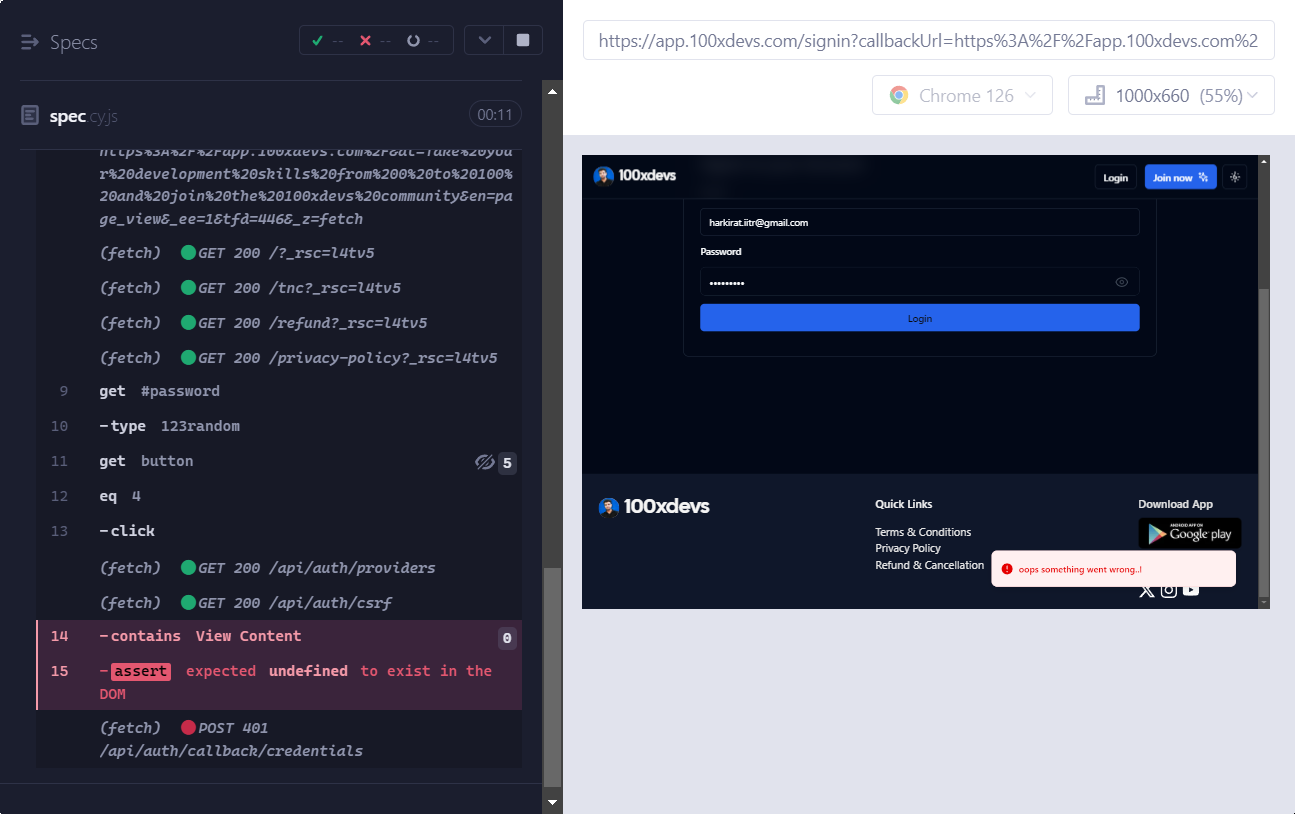 Specs
-- -- --
spec.cy.js
00:11
https%3A%2F%2Fapp.100xdevs.com%2F&dt=Take%20you
r%20development%20skills%20from%200%20to%20100%
20and%20join%20the%20100xdevs%20community&en=pa
ge_view&_ee=1&tfd=446&_z=fetch
(fetch) GET 200 /?_rsc=l4tv5
(fetch) GET 200 /tnc?_rsc=l4tv5
(fetch) GET 200 /refund?_rsc=l4tv5
(fetch) GET 200 /privacy-policy?_rsc=l4tv5
9 get #password
10 -type 123random
11 get button 5
12 eq 4
13 -click
(fetch) GET 200 /api/auth/providers
(fetch) GET 200 /api/auth/csrf
14 -contains View Content 0
15 -assert expected undefined to exist in the
DOM
(fetch) POST 401
/api/auth/callback/credentials
https://app.100xdevs.com/signin?callbackUrl=https%3A%2F%2Fapp.100xdevs.com%2
Chrome 126
1000x660 (55%)
100xdevs
Login
Join now
harkirat.iitr@gmail.com
Password
•••••••••
Login
100xdevs
Quick Links
Terms & Conditions
Privacy Policy
Refund & Cancellation
Download App
ANDROID APP ON
Google play
oops something went wrong..!